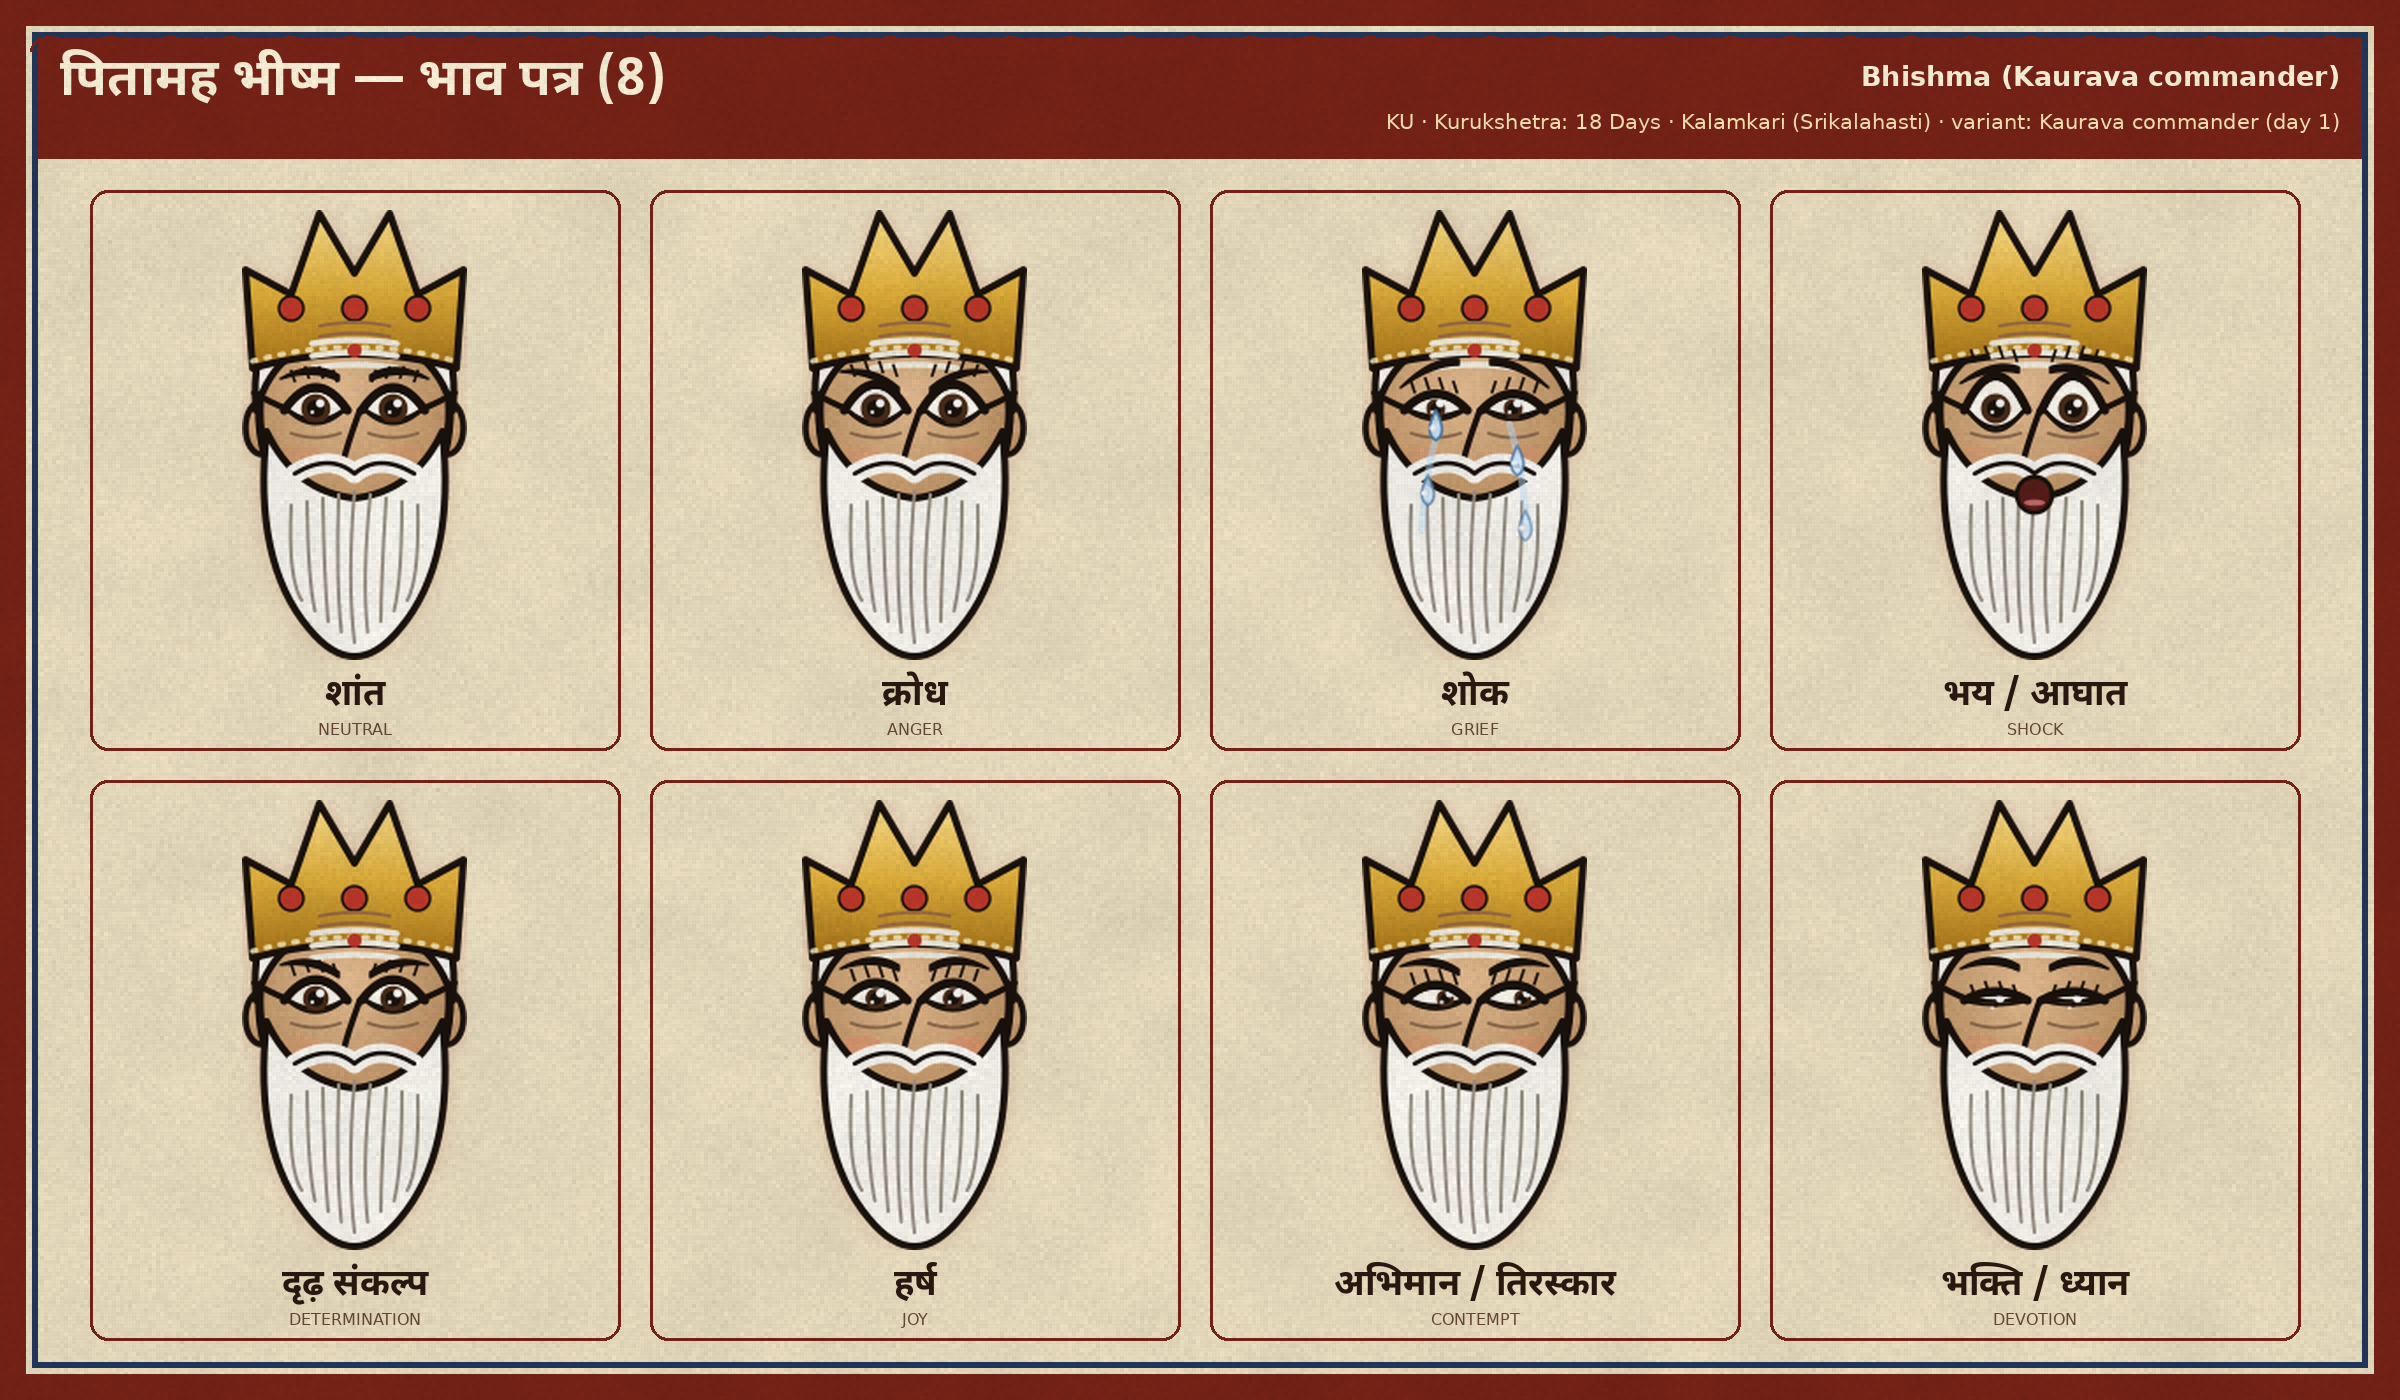 पितामह भीष्म — भाव पत्र (8)
Bhishma (Kaurava commander)
KU · Kurukshetra: 18 Days · Kalamkari (Srikalahasti) · variant: Kaurava commander (day 1)
शांत
NEUTRAL
क्रोध
ANGER
शोक
GRIEF
भय / आघात
SHOCK
दृढ़ संकल्प
DETERMINATION
हर्ष
JOY
अभिमान / तिरस्कार
CONTEMPT
भक्ति / ध्यान
DEVOTION